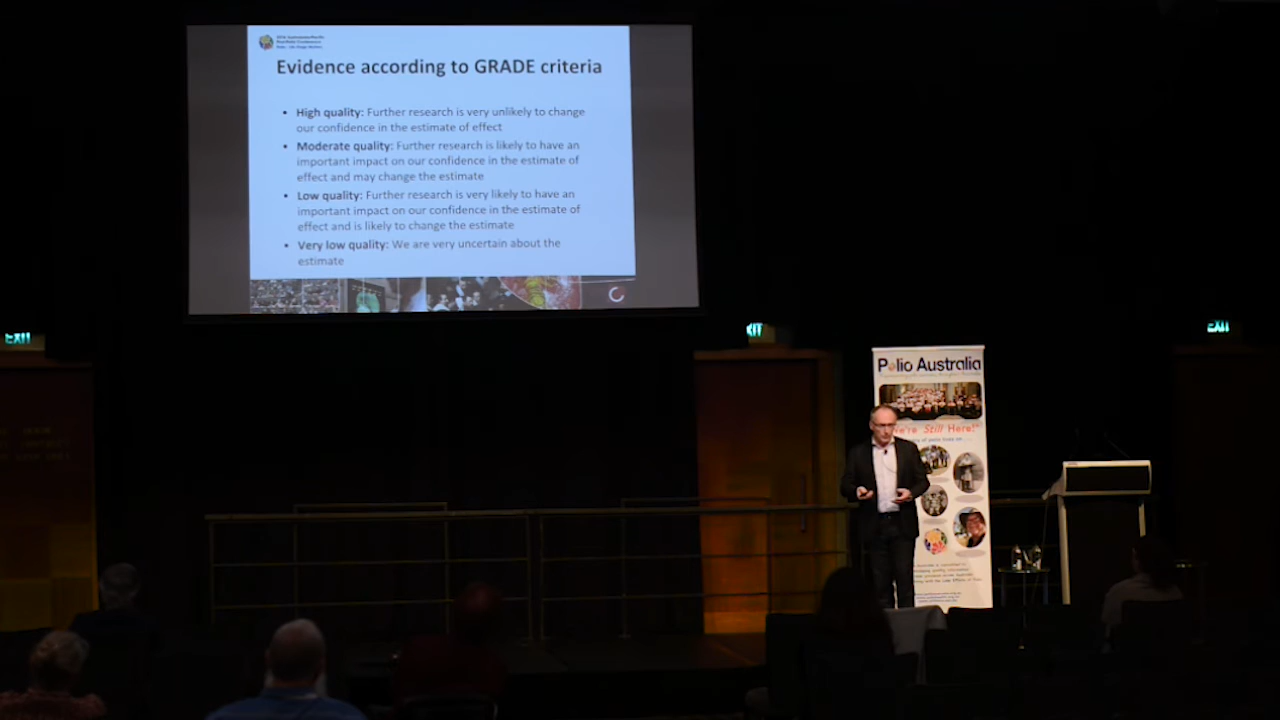 Evidence according to GRADE criteria
• High quality: Further research is very unlikely to change
our confidence in the estimate of effect
• Moderate quality: Further research is likely to have an
important impact on our confidence in the estimate of
effect and may change the estimate
• Low quality: Further research is very likely to have an
important impact on our confidence in the estimate of
effect and is likely to change the estimate
• Very low quality: We are very uncertain about the
estimate
EXIT
XIT
EXIT
Polio Australia
We're Still Here!